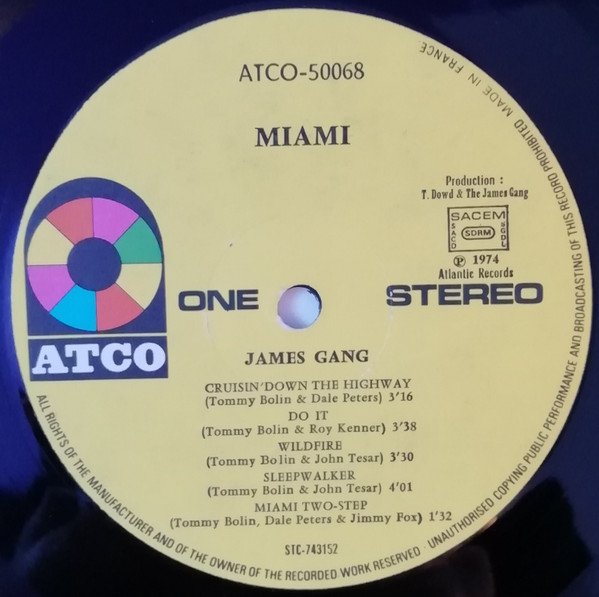 ATCO-50068
MIAMI
MADE IN FRANCE
Production :
T. Dowd & The James Gang
SACEM
SACD
SDRM
SGDL
℗ 1974
Atlantic Records
ONE
STEREO
ATCO
JAMES GANG
CRUISIN'DOWN THE HIGHWAY
(Tommy Bolin & Dale Peters) 3'16
DO IT
(Tommy Bolin & Roy Kenner) 3'38
WILDFIRE
(Tommy Bolin & John Tesar) 3'30
SLEEPWALKER
(Tommy Bolin & John Tesar) 4'01
MIAMI TWO-STEP
(Tommy Bolin, Dale Peters & Jimmy Fox) 1'32
STC-743152
ALL RIGHTS OF THE MANUFACTURER AND OF THE OWNER OF THE RECORDED WORK RESERVED - UNAUTHORISED COPYING PUBLIC PERFORMANCE AND BROADCASTING OF THIS RECORD PROHIBITED